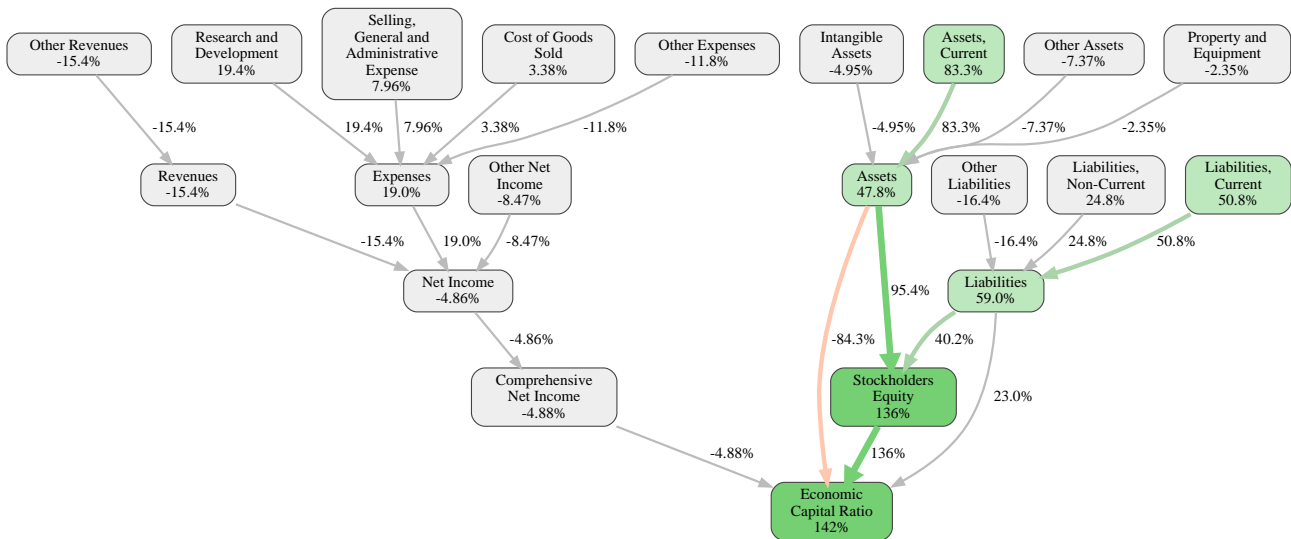 Other Revenues
-15.4%
Research and
Development
19.4%
Selling,
General and
Administrative
Expense
7.96%
Cost of Goods
Sold
3.38%
Other Expenses
-11.8%
Intangible
Assets
-4.95%
Assets,
Current
83.3%
Other Assets
-7.37%
Property and
Equipment
-2.35%
-15.4%
19.4%
7.96%
3.38%
-11.8%
-4.95%
83.3%
-7.37%
-2.35%
Revenues
-15.4%
Expenses
19.0%
Other Net
Income
-8.47%
Assets
47.8%
Other
Liabilities
-16.4%
Liabilities,
Non-Current
24.8%
Liabilities,
Current
50.8%
-15.4%
19.0%
-8.47%
-16.4%
24.8%
50.8%
Net Income
-4.86%
95.4%
Liabilities
59.0%
-4.86%
-84.3%
40.2%
Comprehensive
Net Income
-4.88%
Stockholders
Equity
136%
23.0%
-4.88%
136%
Economic
Capital Ratio
142%